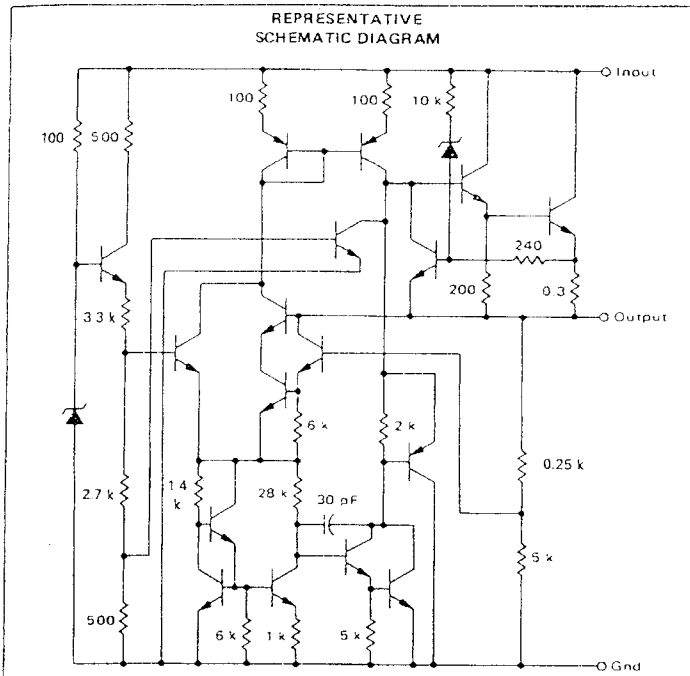 REPRESENTATIVE
SCHEMATIC DIAGRAM
Input
100
100
10 k
100
500
240
200
0.3
3.3 k
Output
6 k
2 k
0.25 k
2.7 k
1.4
k
28 k
30 pF
5 k
500
6 k
1 k
5 k
Gnd